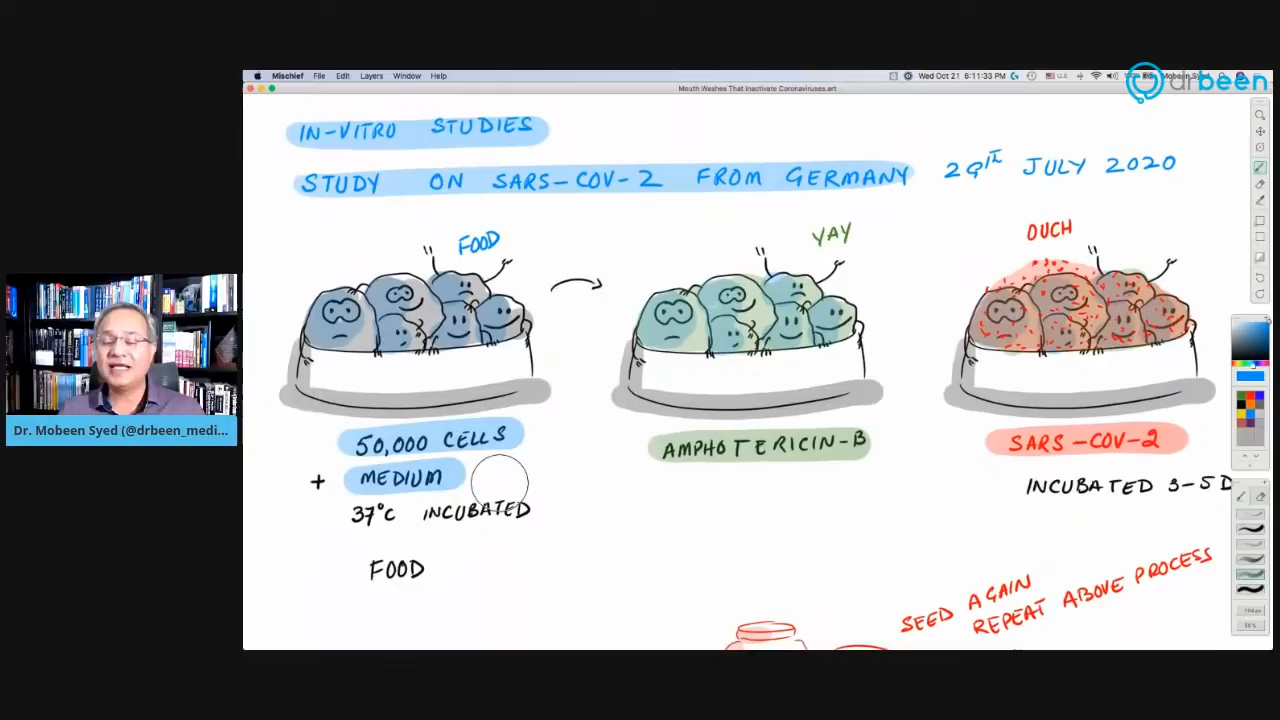 Mischief File Edit Layers Window Help
Wed Oct 21 6:11:33 PM
Mobeen Syed
drbeen
Mouth Washes That Inactivate Coronaviruses.art
IN-VITRO STUDIES
STUDY ON SARS-COV-2 FROM GERMANY 29TH JULY 2020
FOOD
YAY
OUCH
Dr. Mobeen Syed (@drbeen_medi...
50,000 CELLS
+ MEDIUM
37°C INCUBATED
FOOD
AMPHOTERICIN-B
SARS-COV-2
INCUBATED 3-5 D
SEED AGAIN
REPEAT ABOVE PROCESS